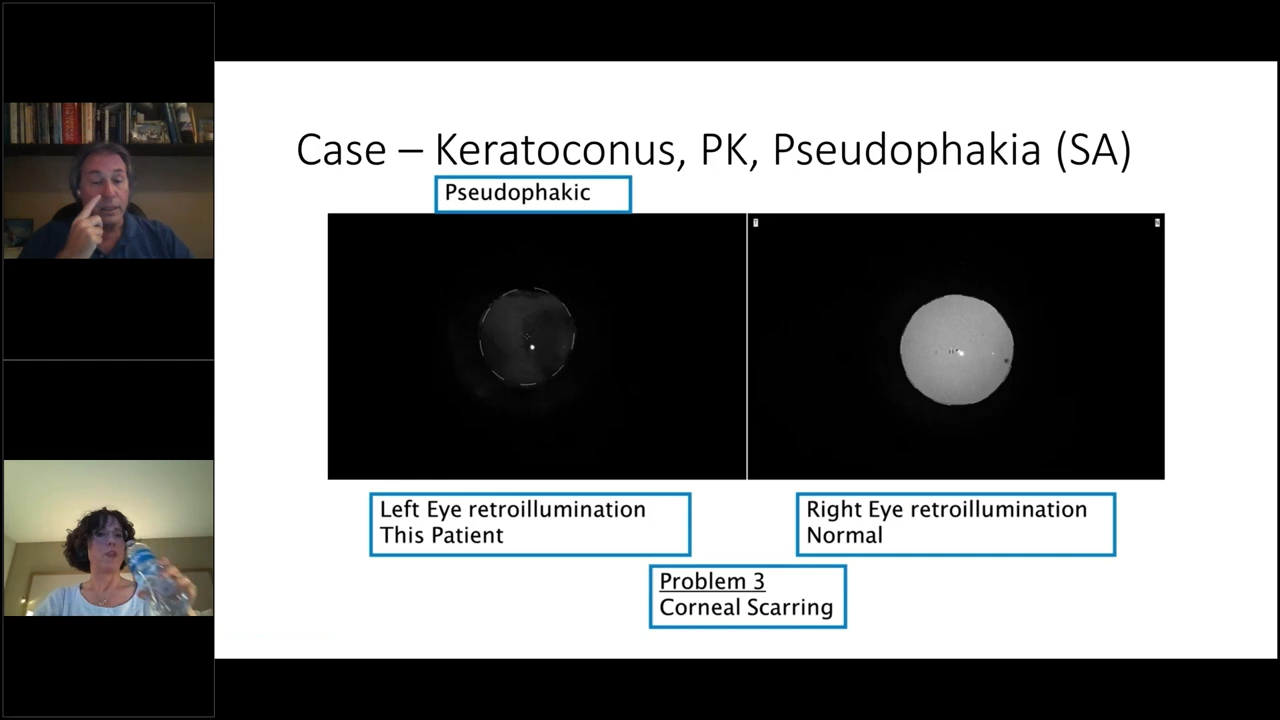 Case – Keratoconus, PK, Pseudophakia (SA)
Pseudophakic
Left Eye retroillumination
This Patient
Right Eye retroillumination
Normal
Problem 3
Corneal Scarring